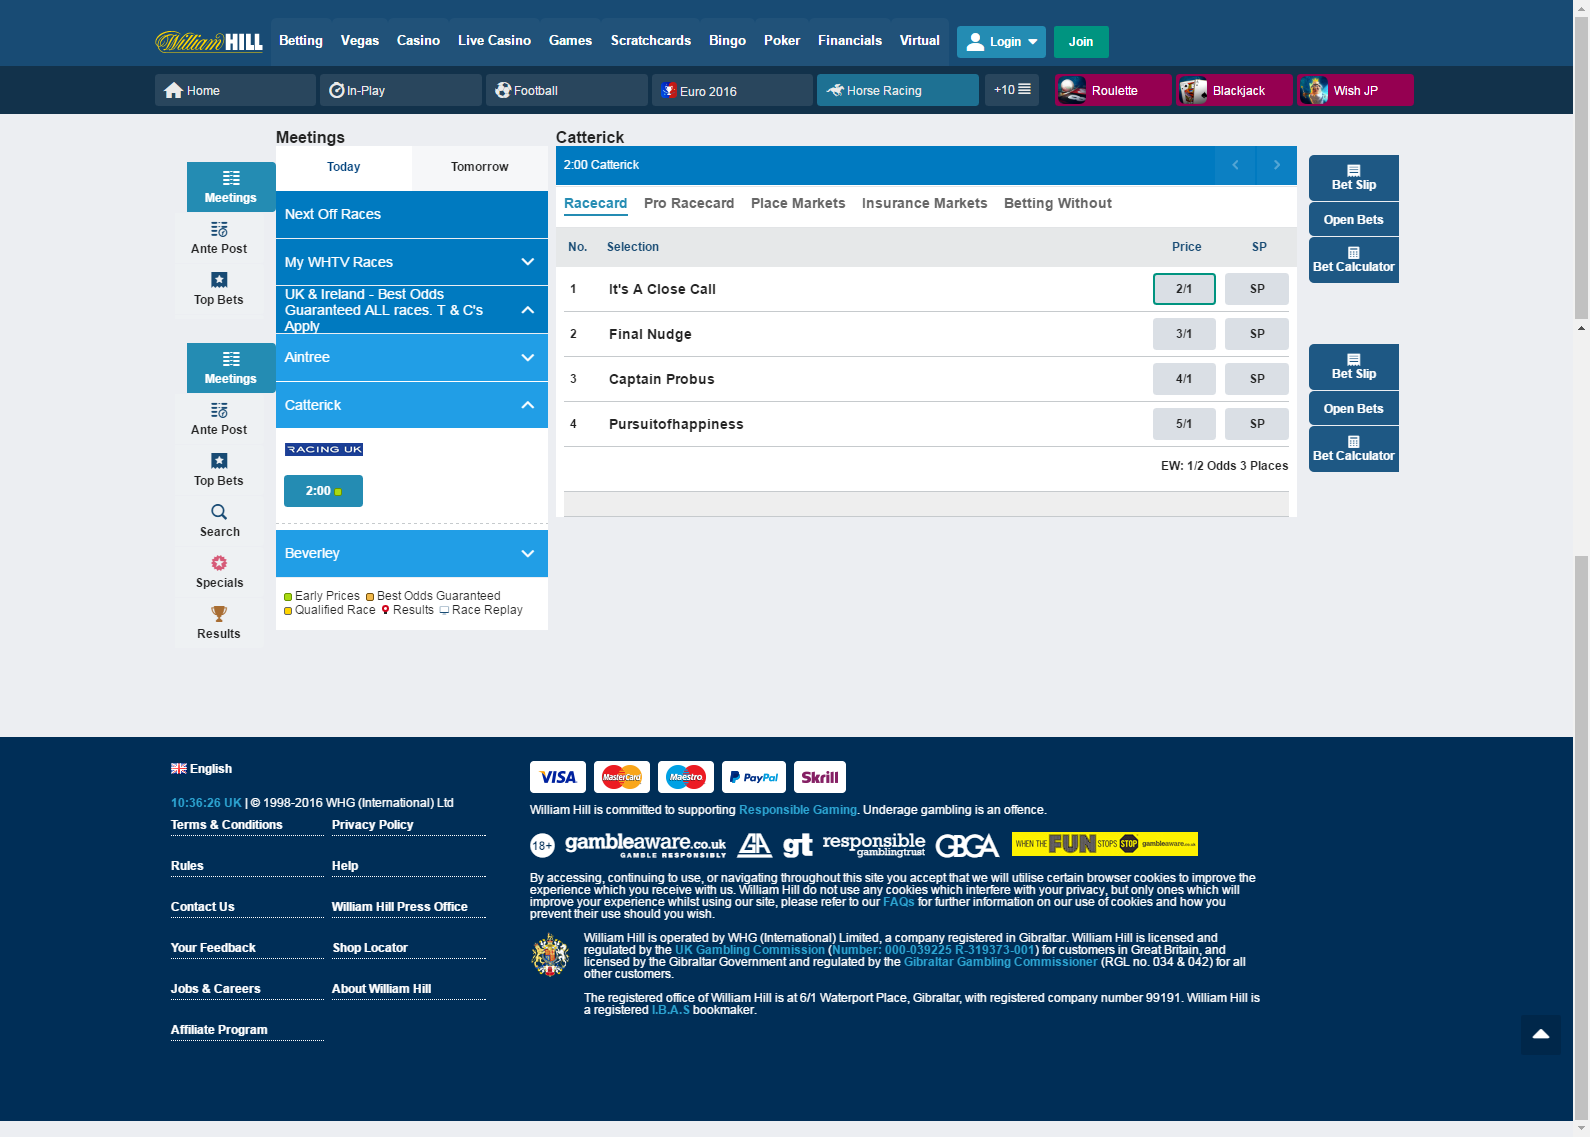 William HILL
Betting Vegas Casino Live Casino Games Scratchcards Bingo Poker Financials Virtual Login Join
Home In-Play Football Euro 2016 Horse Racing +10 Roulette Blackjack Wish JP
Meetings
Ante Post
Top Bets
Meetings
Ante Post
Top Bets
Search
Specials
Results
Meetings
Today Tomorrow
Next Off Races
My WHTV Races
UK & Ireland - Best Odds
Guaranteed ALL races. T & C's
Apply
Aintree
Catterick
RACING UK
2:00
Beverley
Early Prices Best Odds Guaranteed
Qualified Race Results Race Replay
Catterick
2:00 Catterick
Racecard Pro Racecard Place Markets Insurance Markets Betting Without
No. Selection Price SP
1 It's A Close Call 2/1 SP
2 Final Nudge 3/1 SP
3 Captain Probus 4/1 SP
4 Pursuitofhappiness 5/1 SP
EW: 1/2 Odds 3 Places
Bet Slip
Open Bets
Bet Calculator
Bet Slip
Open Bets
Bet Calculator
English
10:36:26 UK | © 1998-2016 WHG (International) Ltd
Terms & Conditions Privacy Policy
Rules Help
Contact Us William Hill Press Office
Your Feedback Shop Locator
Jobs & Careers About William Hill
Affiliate Program
VISA MasterCard Maestro PayPal Skrill
William Hill is committed to supporting Responsible Gaming. Underage gambling is an offence.
18+ gambleaware.co.uk GAMBLE RESPONSIBLY GA gt responsible gamblingtrust GBGA WHEN THE FUN STOPS STOP gambleaware.co.uk
By accessing, continuing to use, or navigating throughout this site you accept that we will utilise certain browser cookies to improve the
experience which you receive with us. William Hill do not use any cookies which interfere with your privacy, but only ones which will
improve your experience whilst using our site, please refer to our FAQs for further information on our use of cookies and how you
prevent their use should you wish.
William Hill is operated by WHG (International) Limited, a company registered in Gibraltar. William Hill is licensed and
regulated by the UK Gambling Commission (Number: 000-039225 R-319373-001) for customers in Great Britain, and
licensed by the Gibraltar Government and regulated by the Gibraltar Gambling Commissioner (RGL no. 034 & 042) for all
other customers.
The registered office of William Hill is at 6/1 Waterport Place, Gibraltar, with registered company number 99191. William Hill is
a registered I.B.A.S bookmaker.